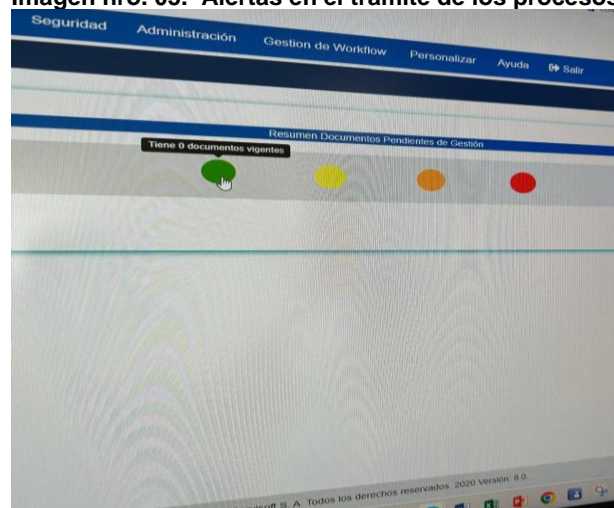 Imagen nro. 05. Alertas en el trámite de los procesos
Seguridad Administración Gestion de Workflow Personalizar Ayuda Salir
Resumen Documentos Pendientes de Gestión
Tiene 0 documentos vigentes
S. A. Todos los derechos reservados. 2020 Versión: 8.0